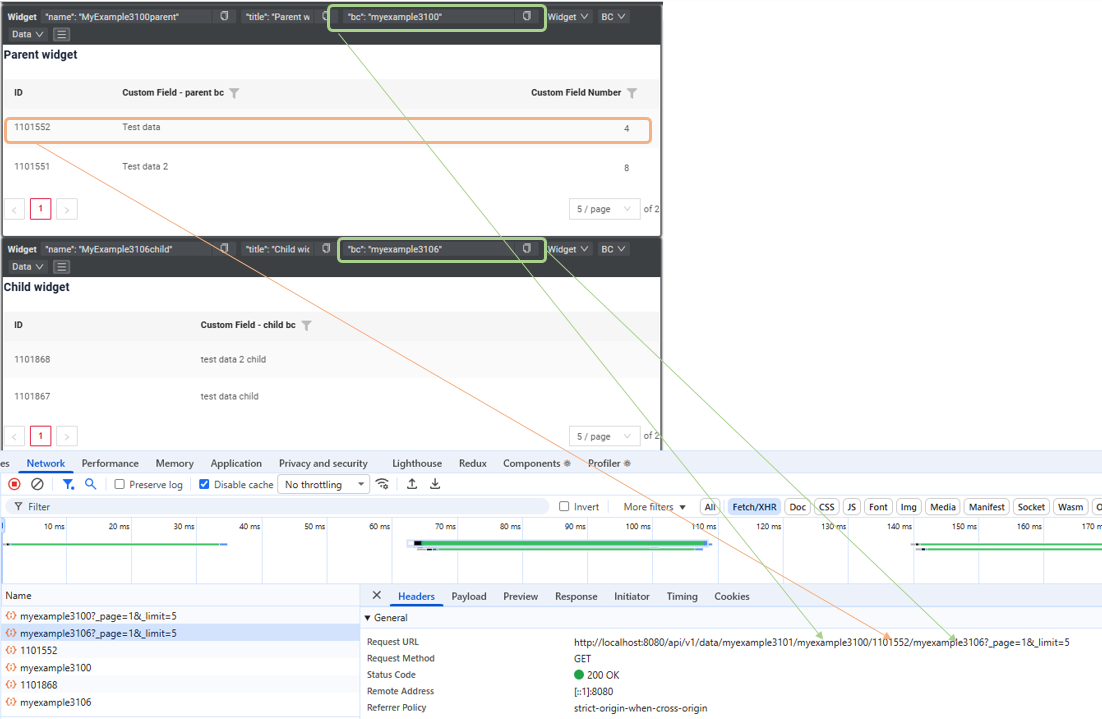 Widget "name": "MyExample3100parent" "title": "Parent w "bc": "myexample3100" Widget BC
Data
Parent widget
ID Custom Field - parent bc Custom Field Number
1101552 Test data 4
1101551 Test data 2 8
< 1 > 5 / page of 2
Widget "name": "MyExample3106child" "title": "Child wi "bc": "myexample3106" Widget BC
Data
Child widget
ID Custom Field - child bc
1101868 test data 2 child
1101867 test data child
< 1 > 5 / page of 2
es Network Performance Memory Application Privacy and security Lighthouse Redux Components Profiler
Preserve log Disable cache No throttling
Filter Invert More filters All Fetch/XHR Doc CSS JS Font Img Media Manifest Socket Wasm O
10 ms 20 ms 30 ms 40 ms 50 ms 60 ms 70 ms 80 ms 90 ms 100 ms 110 ms 120 ms 130 ms 140 ms 150 ms 160 ms 170 m
Name Headers Payload Preview Response Initiator Timing Cookies
myexample3100?_page=1&_limit=5
General
myexample3106?_page=1&_limit=5
Request URL http://localhost:8080/api/v1/data/myexample3101/myexample3100/1101552/myexample3106?_page=1&_limit=5
1101552
Request Method GET
myexample3100
Status Code 200 OK
1101868
Remote Address [::1]:8080
myexample3106
Referrer Policy strict-origin-when-cross-origin